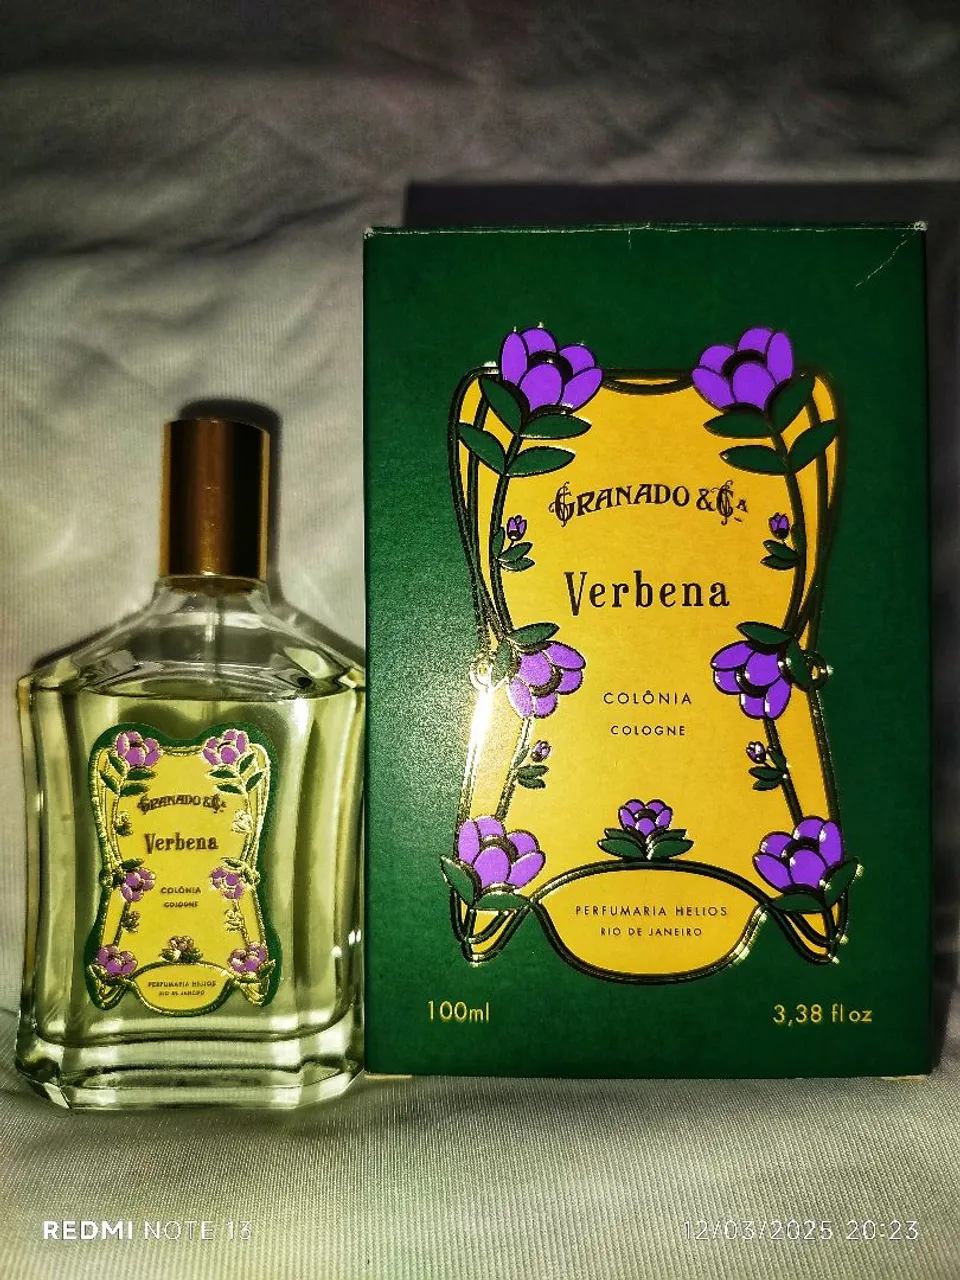 GRANADO & Cᴬ
Verbena
COLÔNIA
COLOGNE
PERFUMARIA HELIOS
RIO DE JANEIRO
GRANADO & Cᴬ
Verbena
COLÔNIA
COLOGNE
PERFUMARIA HELIOS
RIO DE JANEIRO
100ml
3,38 fl oz
REDMI NOTE 13
12/03/2025 20:23